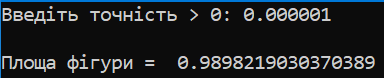 Введіть точність > 0: 0.000001
Площа фігури =  0.9898219030370389